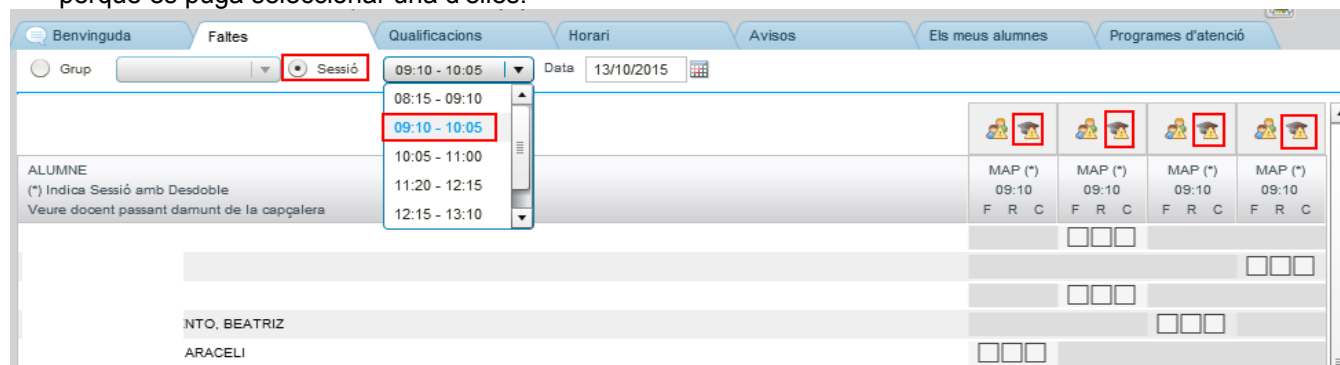 perquè es puga seleccionar una d'elles.
Benvinguda Faltes Qualificacions Horari Avisos Els meus alumnes Programes d'atenció
Grup Sessió 09:10 - 10:05 Data 13/10/2015
08:15 - 09:10
09:10 - 10:05
10:05 - 11:00
11:20 - 12:15
12:15 - 13:10
ALUMNE
(*) Indica Sessió amb Desdoble
Veure docent passant damunt de la capçalera
MAP (*) MAP (*) MAP (*) MAP (*)
09:10 09:10 09:10 09:10
F R C F R C F R C F R C
NTO, BEATRIZ
ARACELI